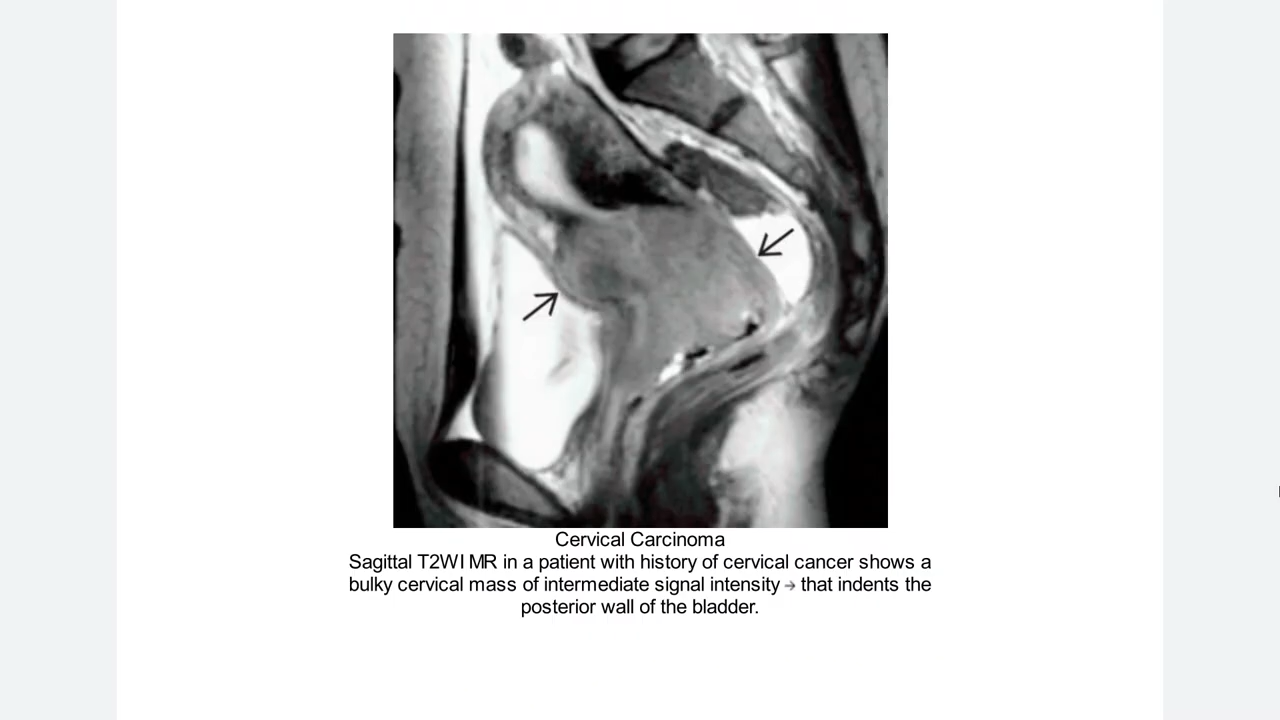 Cervical Carcinoma
Sagittal T2WI MR in a patient with history of cervical cancer shows a
bulky cervical mass of intermediate signal intensity → that indents the
posterior wall of the bladder.